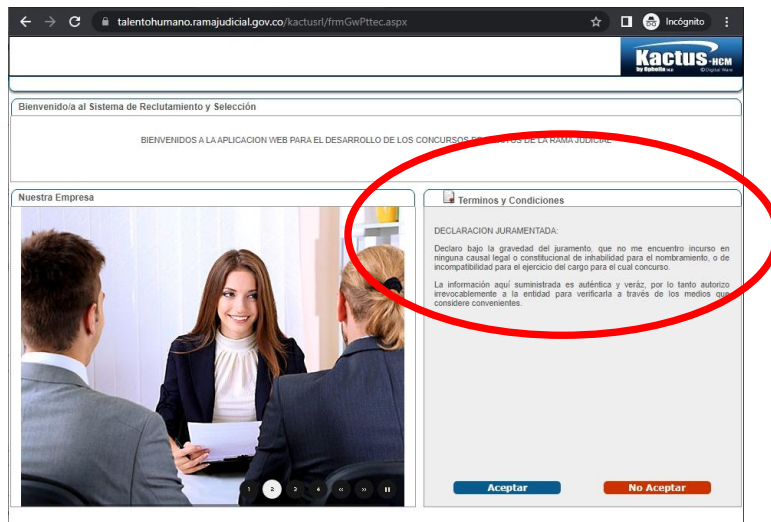 talentohumano.ramajudicial.gov.co/kactusrl/frmGwPttec.aspx
Incógnito
Kactus-HCM
by Ophelia
© Digital Ware
Bienvenido/a al Sistema de Reclutamiento y Selección
BIENVENIDOS A LA APLICACION WEB PARA EL DESARROLLO DE LOS CONCURSOS DE DE LA RAMA JUDICIAL
Nuestra Empresa
1 2 3 4 « »
Terminos y Condiciones
DECLARACION JURAMENTADA:
Declaro bajo la gravedad del juramento, que no me encuentro incurso en
ninguna causal legal o constitucional de inhabilidad para el nombramiento, o de
incompatibilidad para el ejercicio del cargo para el cual concurso.
La información aquí suministrada es auténtica y veráz, por lo tanto autorizo
irrevocablemente a la entidad para verificarla a través de los medios que
considere convenientes.
Aceptar
No Aceptar